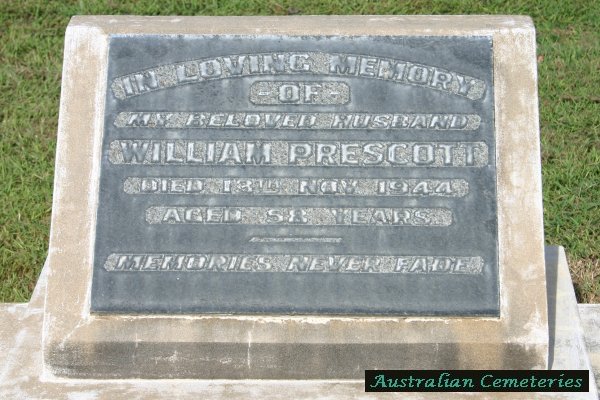 IN LOVING MEMORY
OF
MY BELOVED HUSBAND
WILLIAM PRESCOTT
DIED 13TH NOV. 1944
AGED YEARS
MEMORIES NEVER FADE
Australian Cemeteries